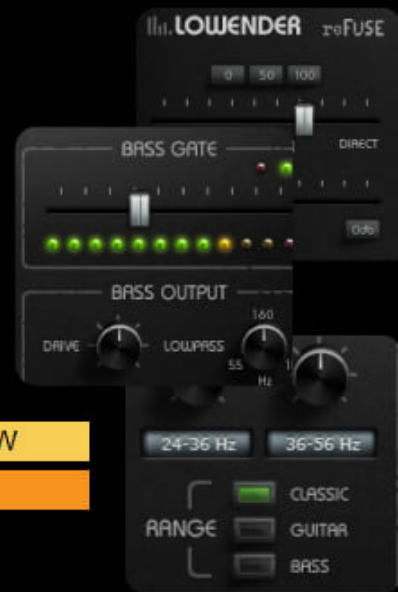 LOWENDER reFUSE
0 50 100
DIRECT
0db
BASS GATE
BASS OUTPUT
DRIVE LOWPASS
160
55
Hz
W
24-36 Hz 36-56 Hz
CLASSIC
RANGE GUITAR
BASS